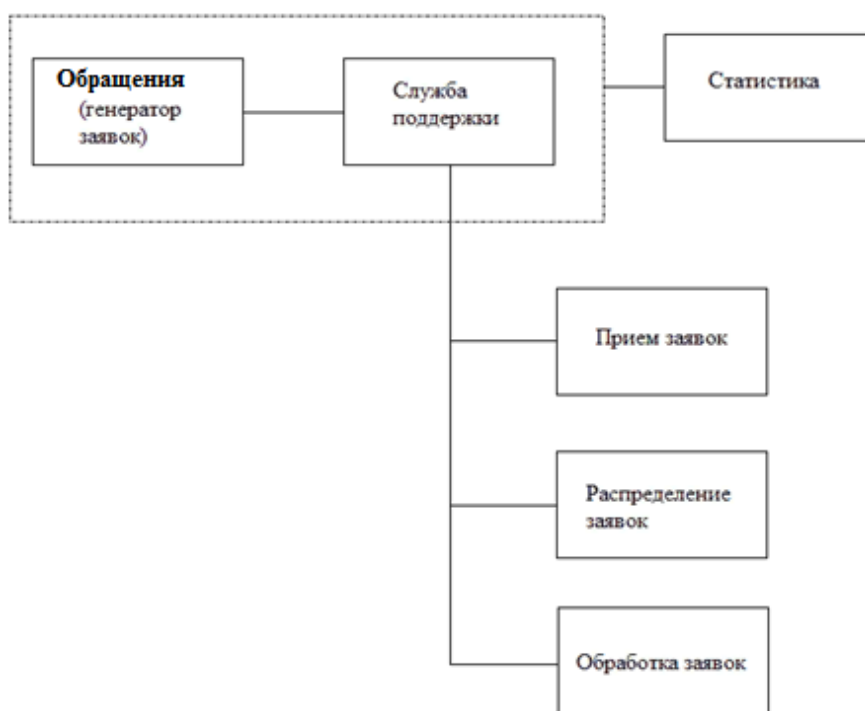 Обращения
(генератор
заявок)
Служба
поддержки
Статистика
Прием заявок
Распределение
заявок
Обработка заявок